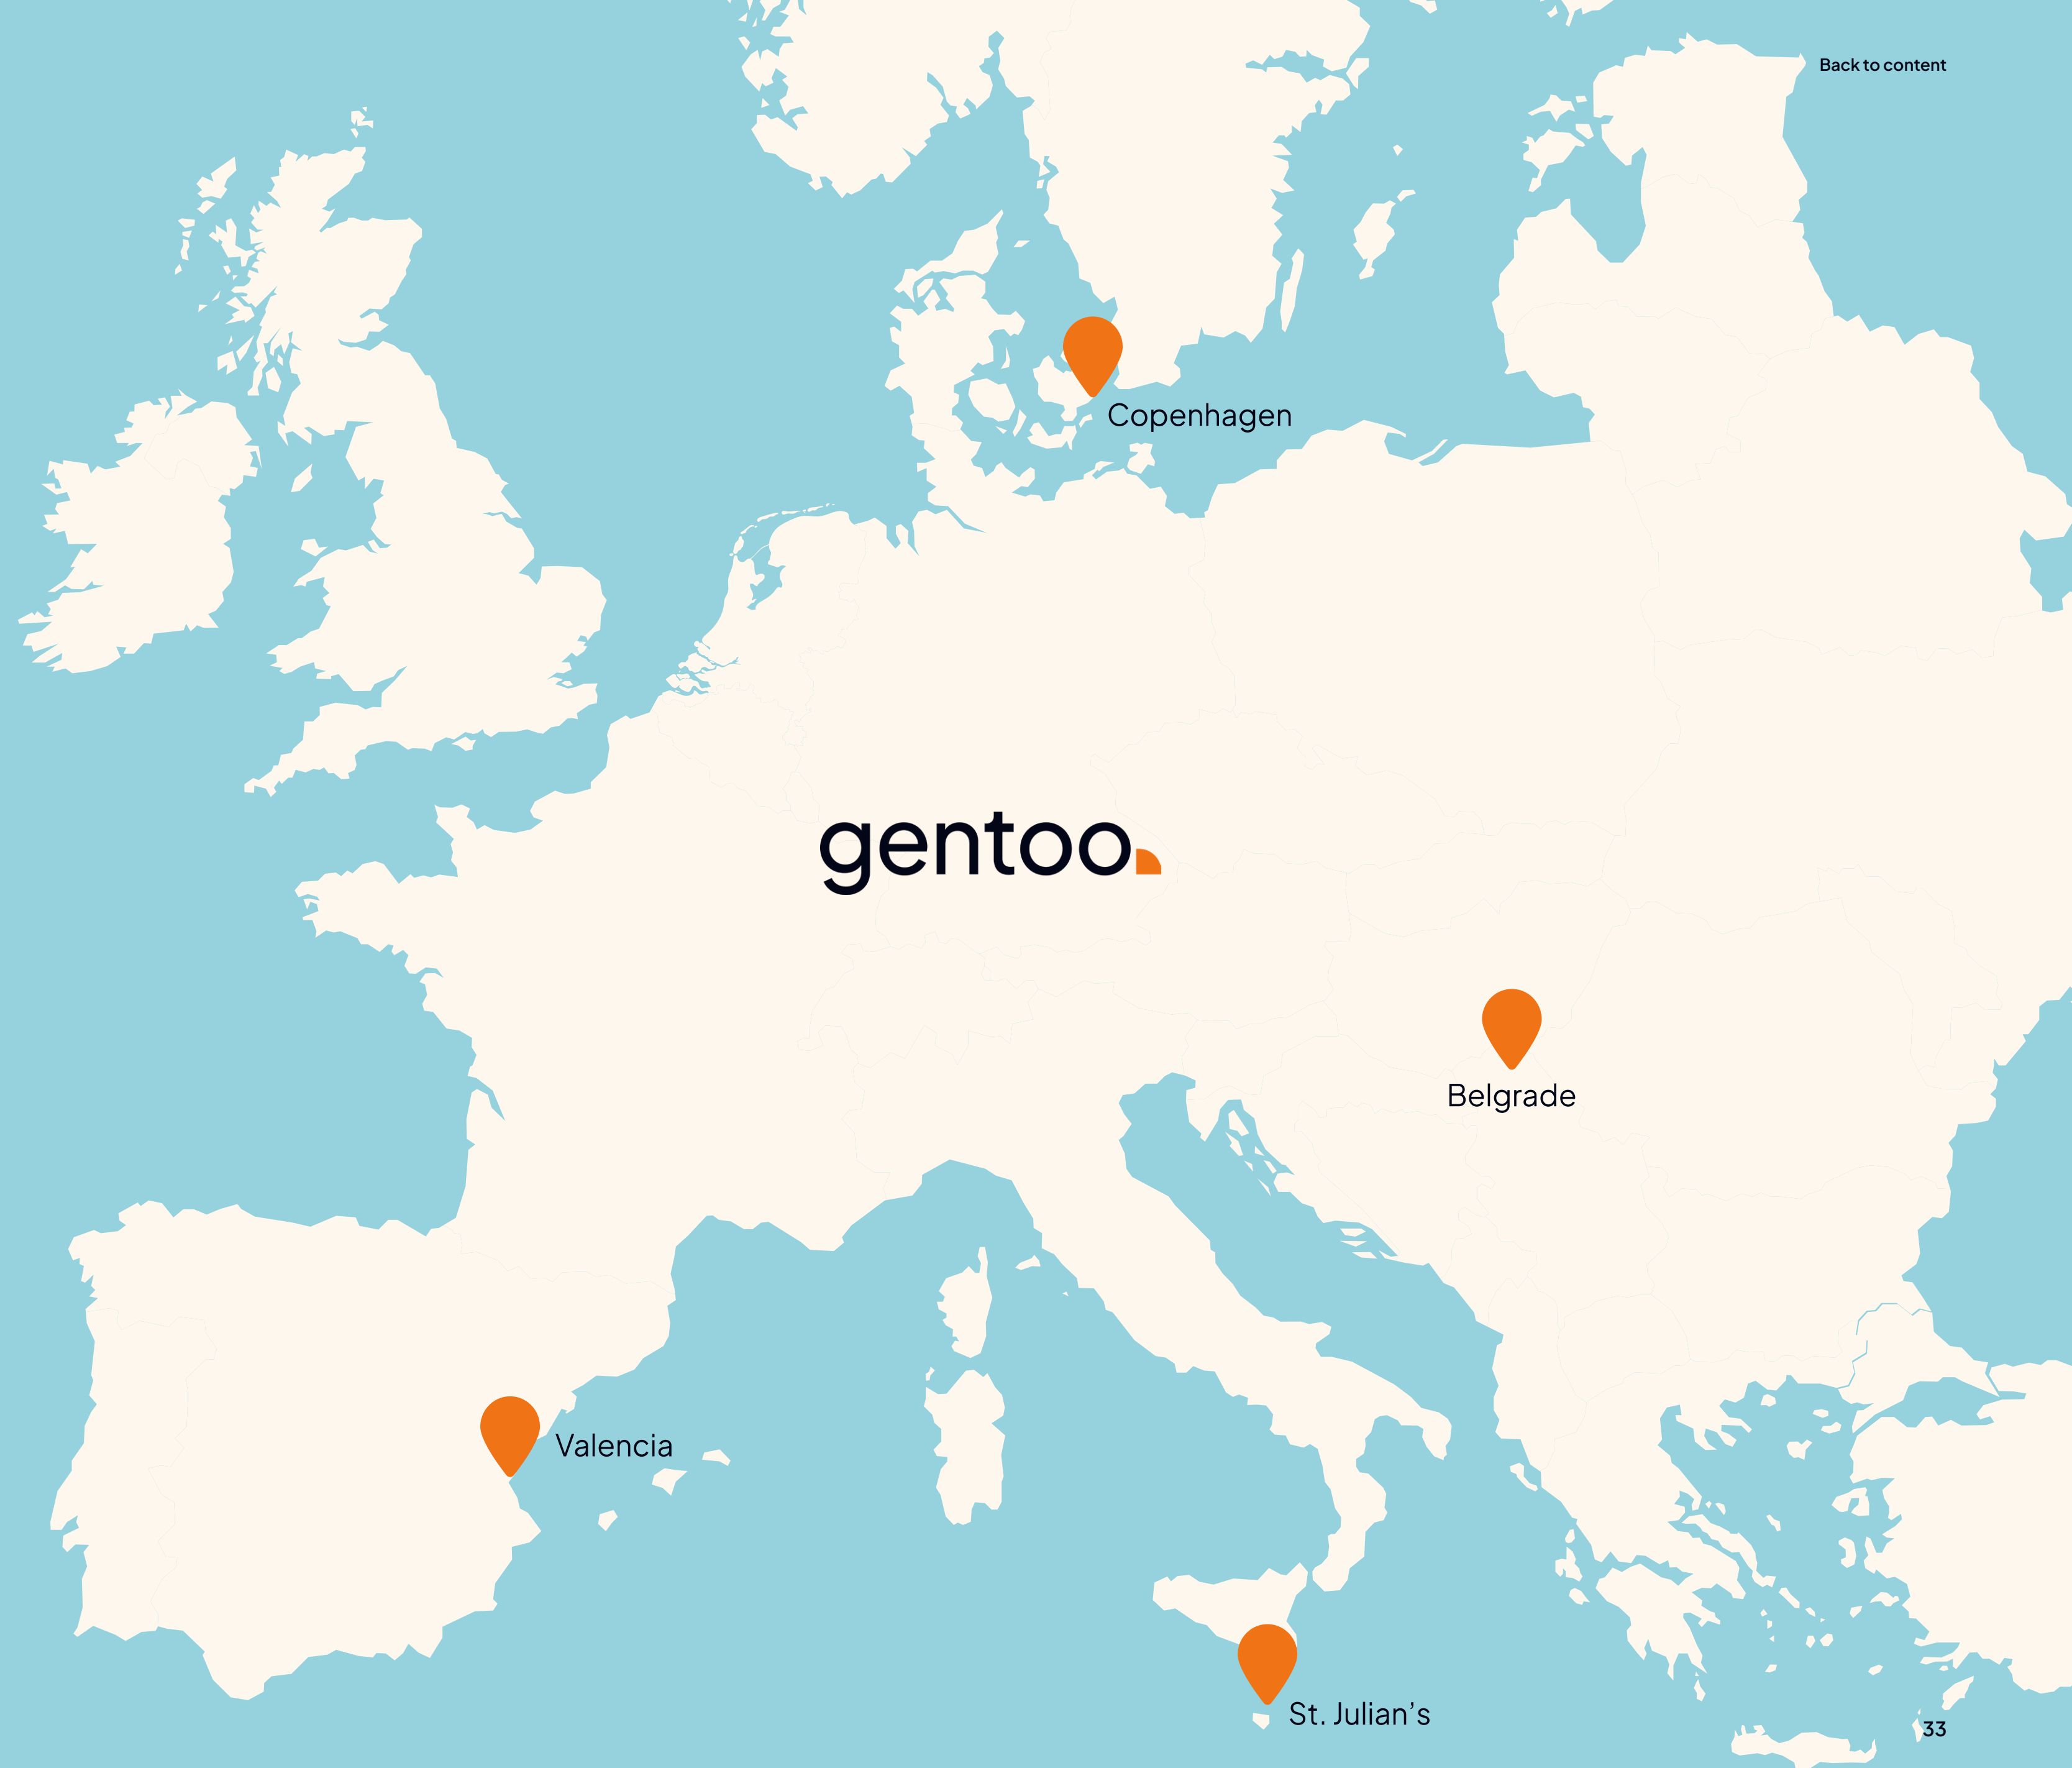 Back to content
Copenhagen
gentoo
Belgrade
Valencia
St. Julian’s
33